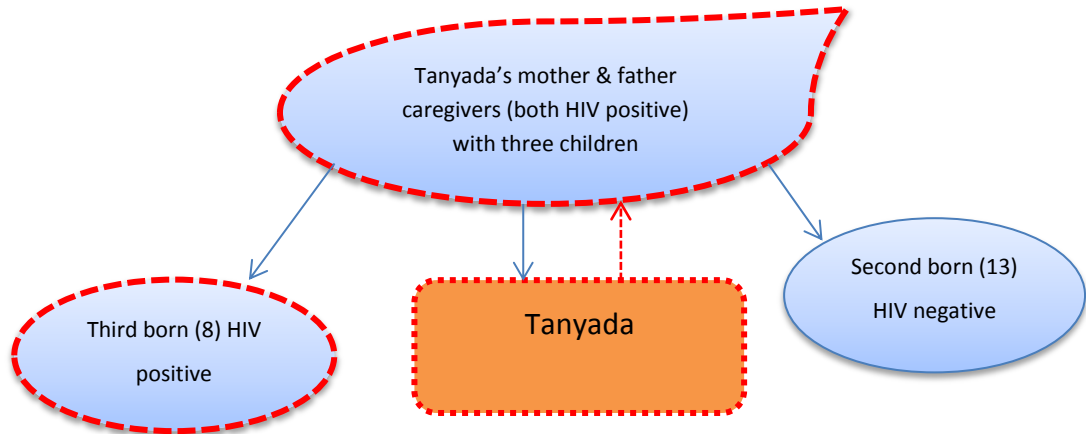 Tanyada’s mother & father
caregivers (both HIV positive)
with three children
Third born (8) HIV
positive
Tanyada
Second born (13)
HIV negative